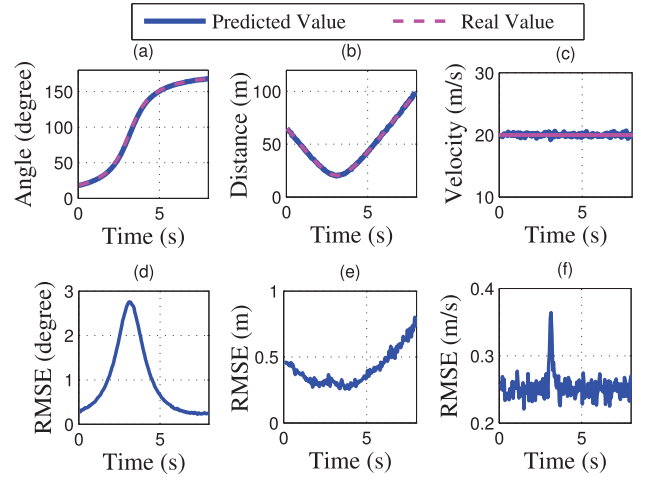 Predicted Value Real Value
(a) (b) (c)
Angle (degree)
150
100
50
0
0 5
Time (s)
Distance (m)
100
50
0
0 5
Time (s)
Velocity (m/s)
30
20
10
0 5
Time (s)
(d) (e) (f)
RMSE (degree)
3
2
1
0
0 5
Time (s)
RMSE (m)
1
0.5
0
0 5
Time (s)
RMSE (m/s)
0.4
0.3
0.2
0 5
Time (s)